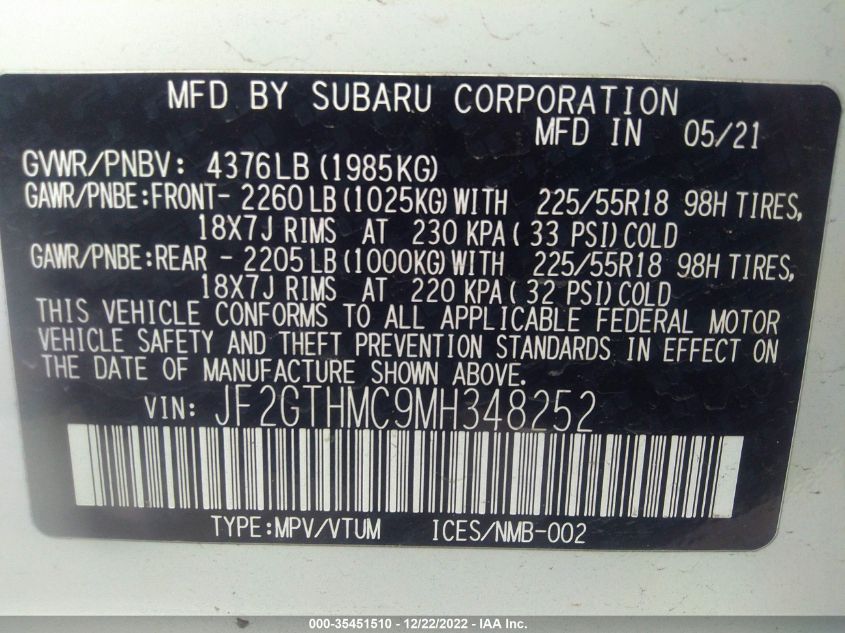 MFD BY SUBARU CORPORATION
MFD IN 05/21
GVWR/PNBV: 4376LB (1985KG)
GAWR/PNBE:FRONT- 2260 LB (1025KG) WITH 225/55R18 98H TIRES,
18X7J RIMS AT 230 KPA ( 33 PSI) COLD
GAWR/PNBE:REAR - 2205 LB (1000KG) WITH 225/55R18 98H TIRES,
18X7J RIMS AT 220 KPA ( 32 PSI) COLD
THIS VEHICLE CONFORMS TO ALL APPLICABLE FEDERAL MOTOR
VEHICLE SAFETY AND THEFT PREVENTION STANDARDS IN EFFECT ON
THE DATE OF MANUFACTURE SHOWN ABOVE.
VIN: JF2GTHMC9MH348252
TYPE:MPV/VTUM ICES/NMB-002
000-35451510 - 12/22/2022 - IAA Inc.